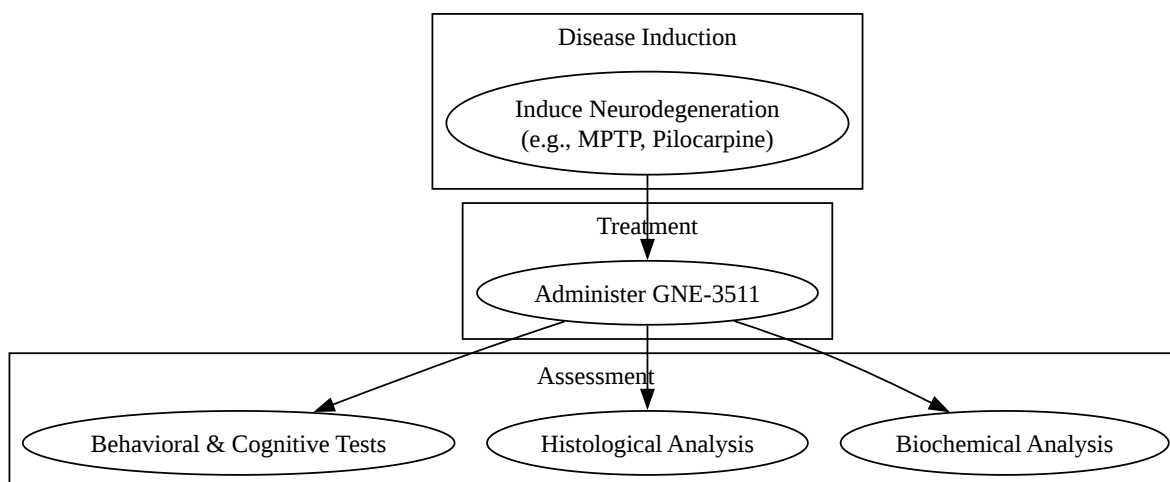 Disease Induction
Induce Neurodegeneration
(e.g., MPTP, Pilocarpine)
Treatment
Administer GNE-3511
Assessment
Behavioral & Cognitive Tests
Histological Analysis
Biochemical Analysis